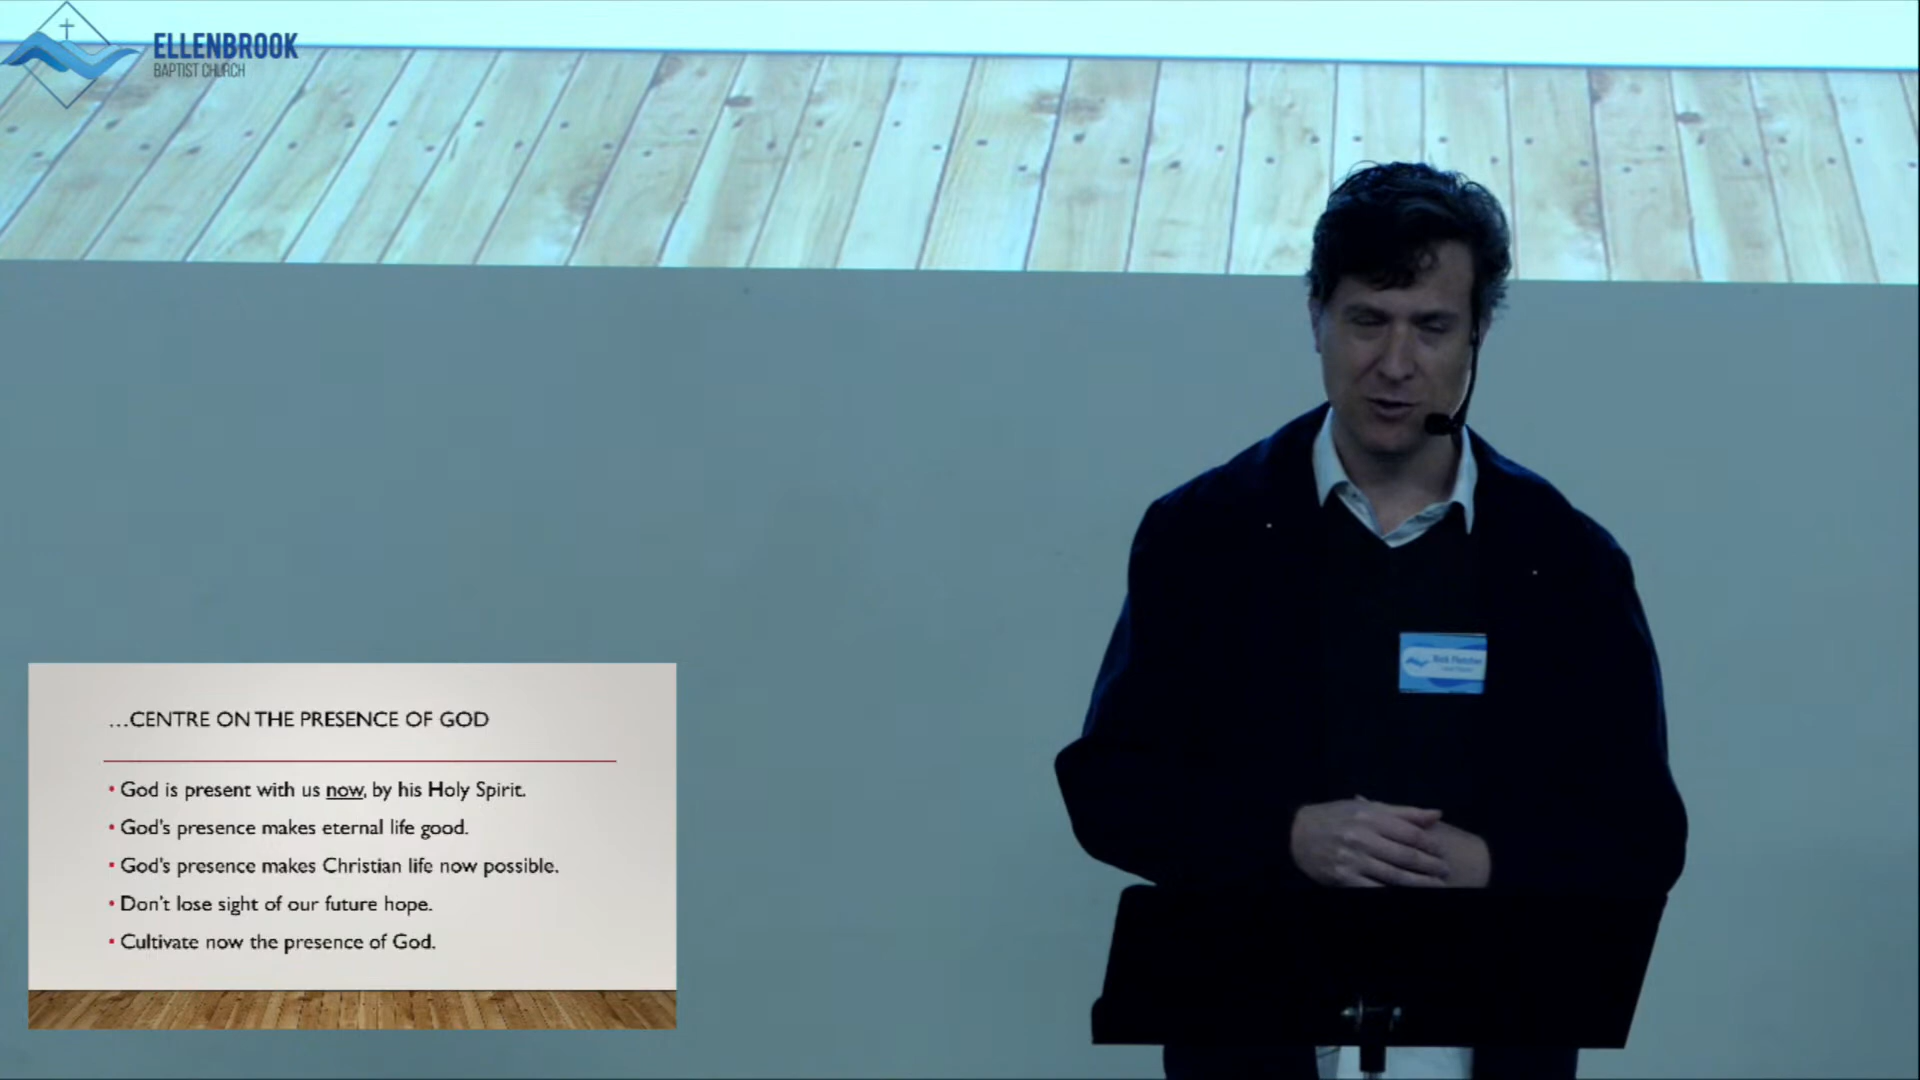 ELLENBROOK
BAPTIST CHURCH
…CENTRE ON THE PRESENCE OF GOD
• God is present with us now, by his Holy Spirit.
• God's presence makes eternal life good.
• God's presence makes Christian life now possible.
• Don't lose sight of our future hope.
• Cultivate now the presence of God.